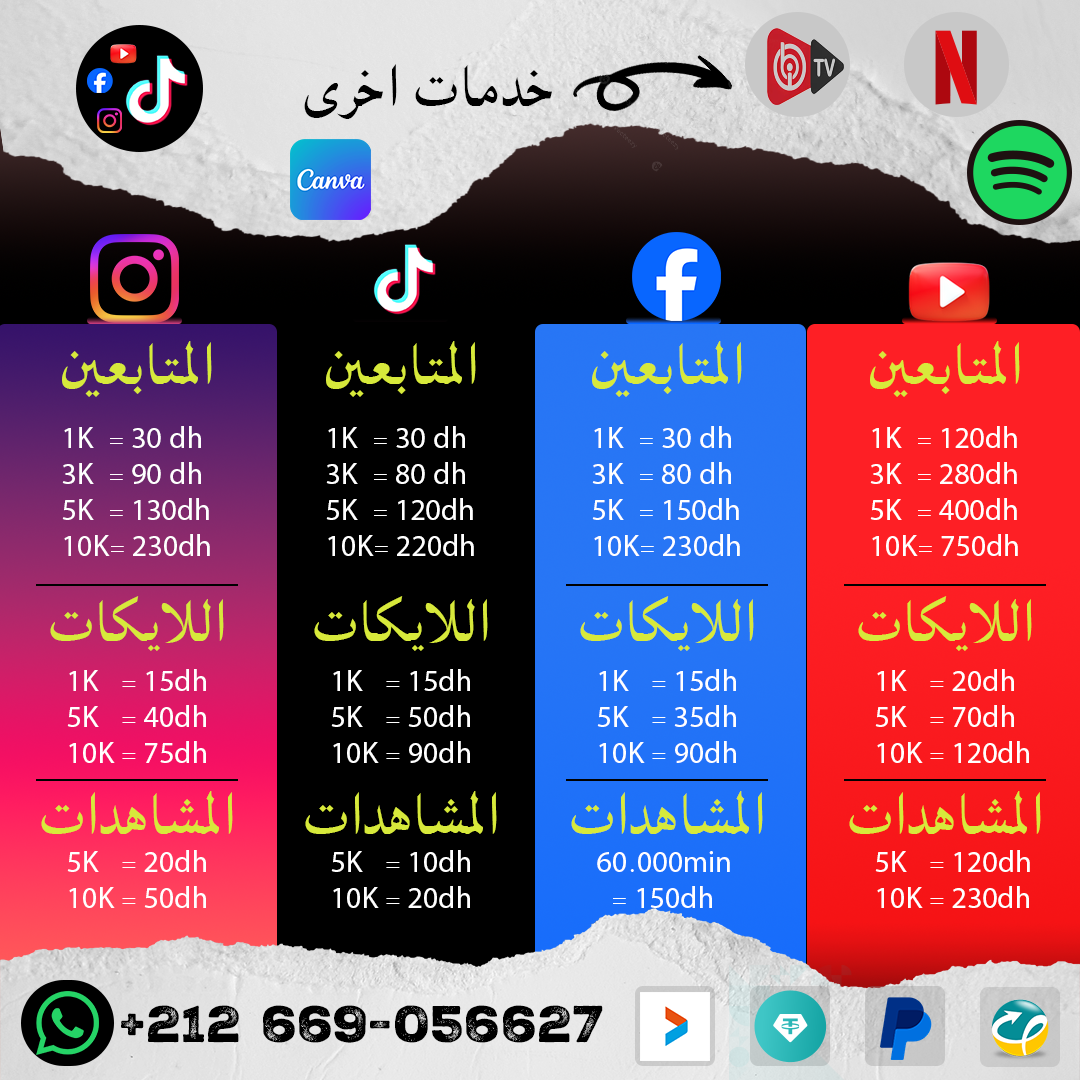 خدمات اخرى
TV
N
Canva
المتابعين
1K = 30 dh
3K = 90 dh
5K = 130dh
10K= 230dh
اللايكات
1K = 15dh
5K = 40dh
10K = 75dh
المشاهدات
5K = 20dh
10K = 50dh
المتابعين
1K = 30 dh
3K = 80 dh
5K = 120dh
10K= 220dh
اللايكات
1K = 15dh
5K = 50dh
10K = 90dh
المشاهدات
5K = 10dh
10K = 20dh
المتابعين
1K = 30 dh
3K = 80 dh
5K = 150dh
10K= 230dh
اللايكات
1K = 15dh
5K = 35dh
10K = 90dh
المشاهدات
60.000min
= 150dh
المتابعين
1K = 120dh
3K = 280dh
5K = 400dh
10K= 750dh
اللايكات
1K = 20dh
5K = 70dh
10K = 120dh
المشاهدات
5K = 120dh
10K = 230dh
+212 669-056627